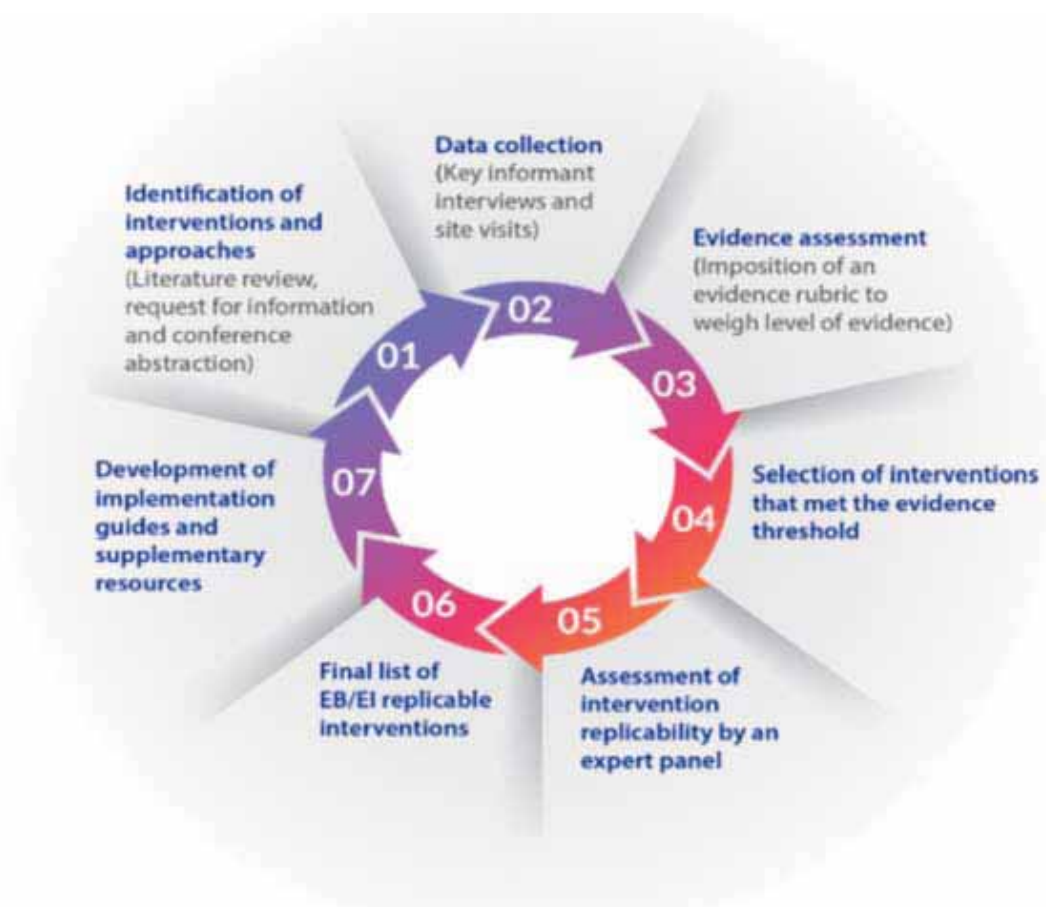 01
Identification of
interventions and
approaches
(Literature review,
request for information
and conference
abstraction)
02
Data collection
(Key informant
interviews and
site visits)
03
Evidence assessment
(Imposition of an
evidence rubric to
weigh level of evidence)
04
Selection of interventions
that met the evidence
threshold
05
Assessment of
intervention
replicability by an
expert panel
06
Final list of
EB/EI replicable
interventions
07
Development of
implementation
guides and
supplementary
resources